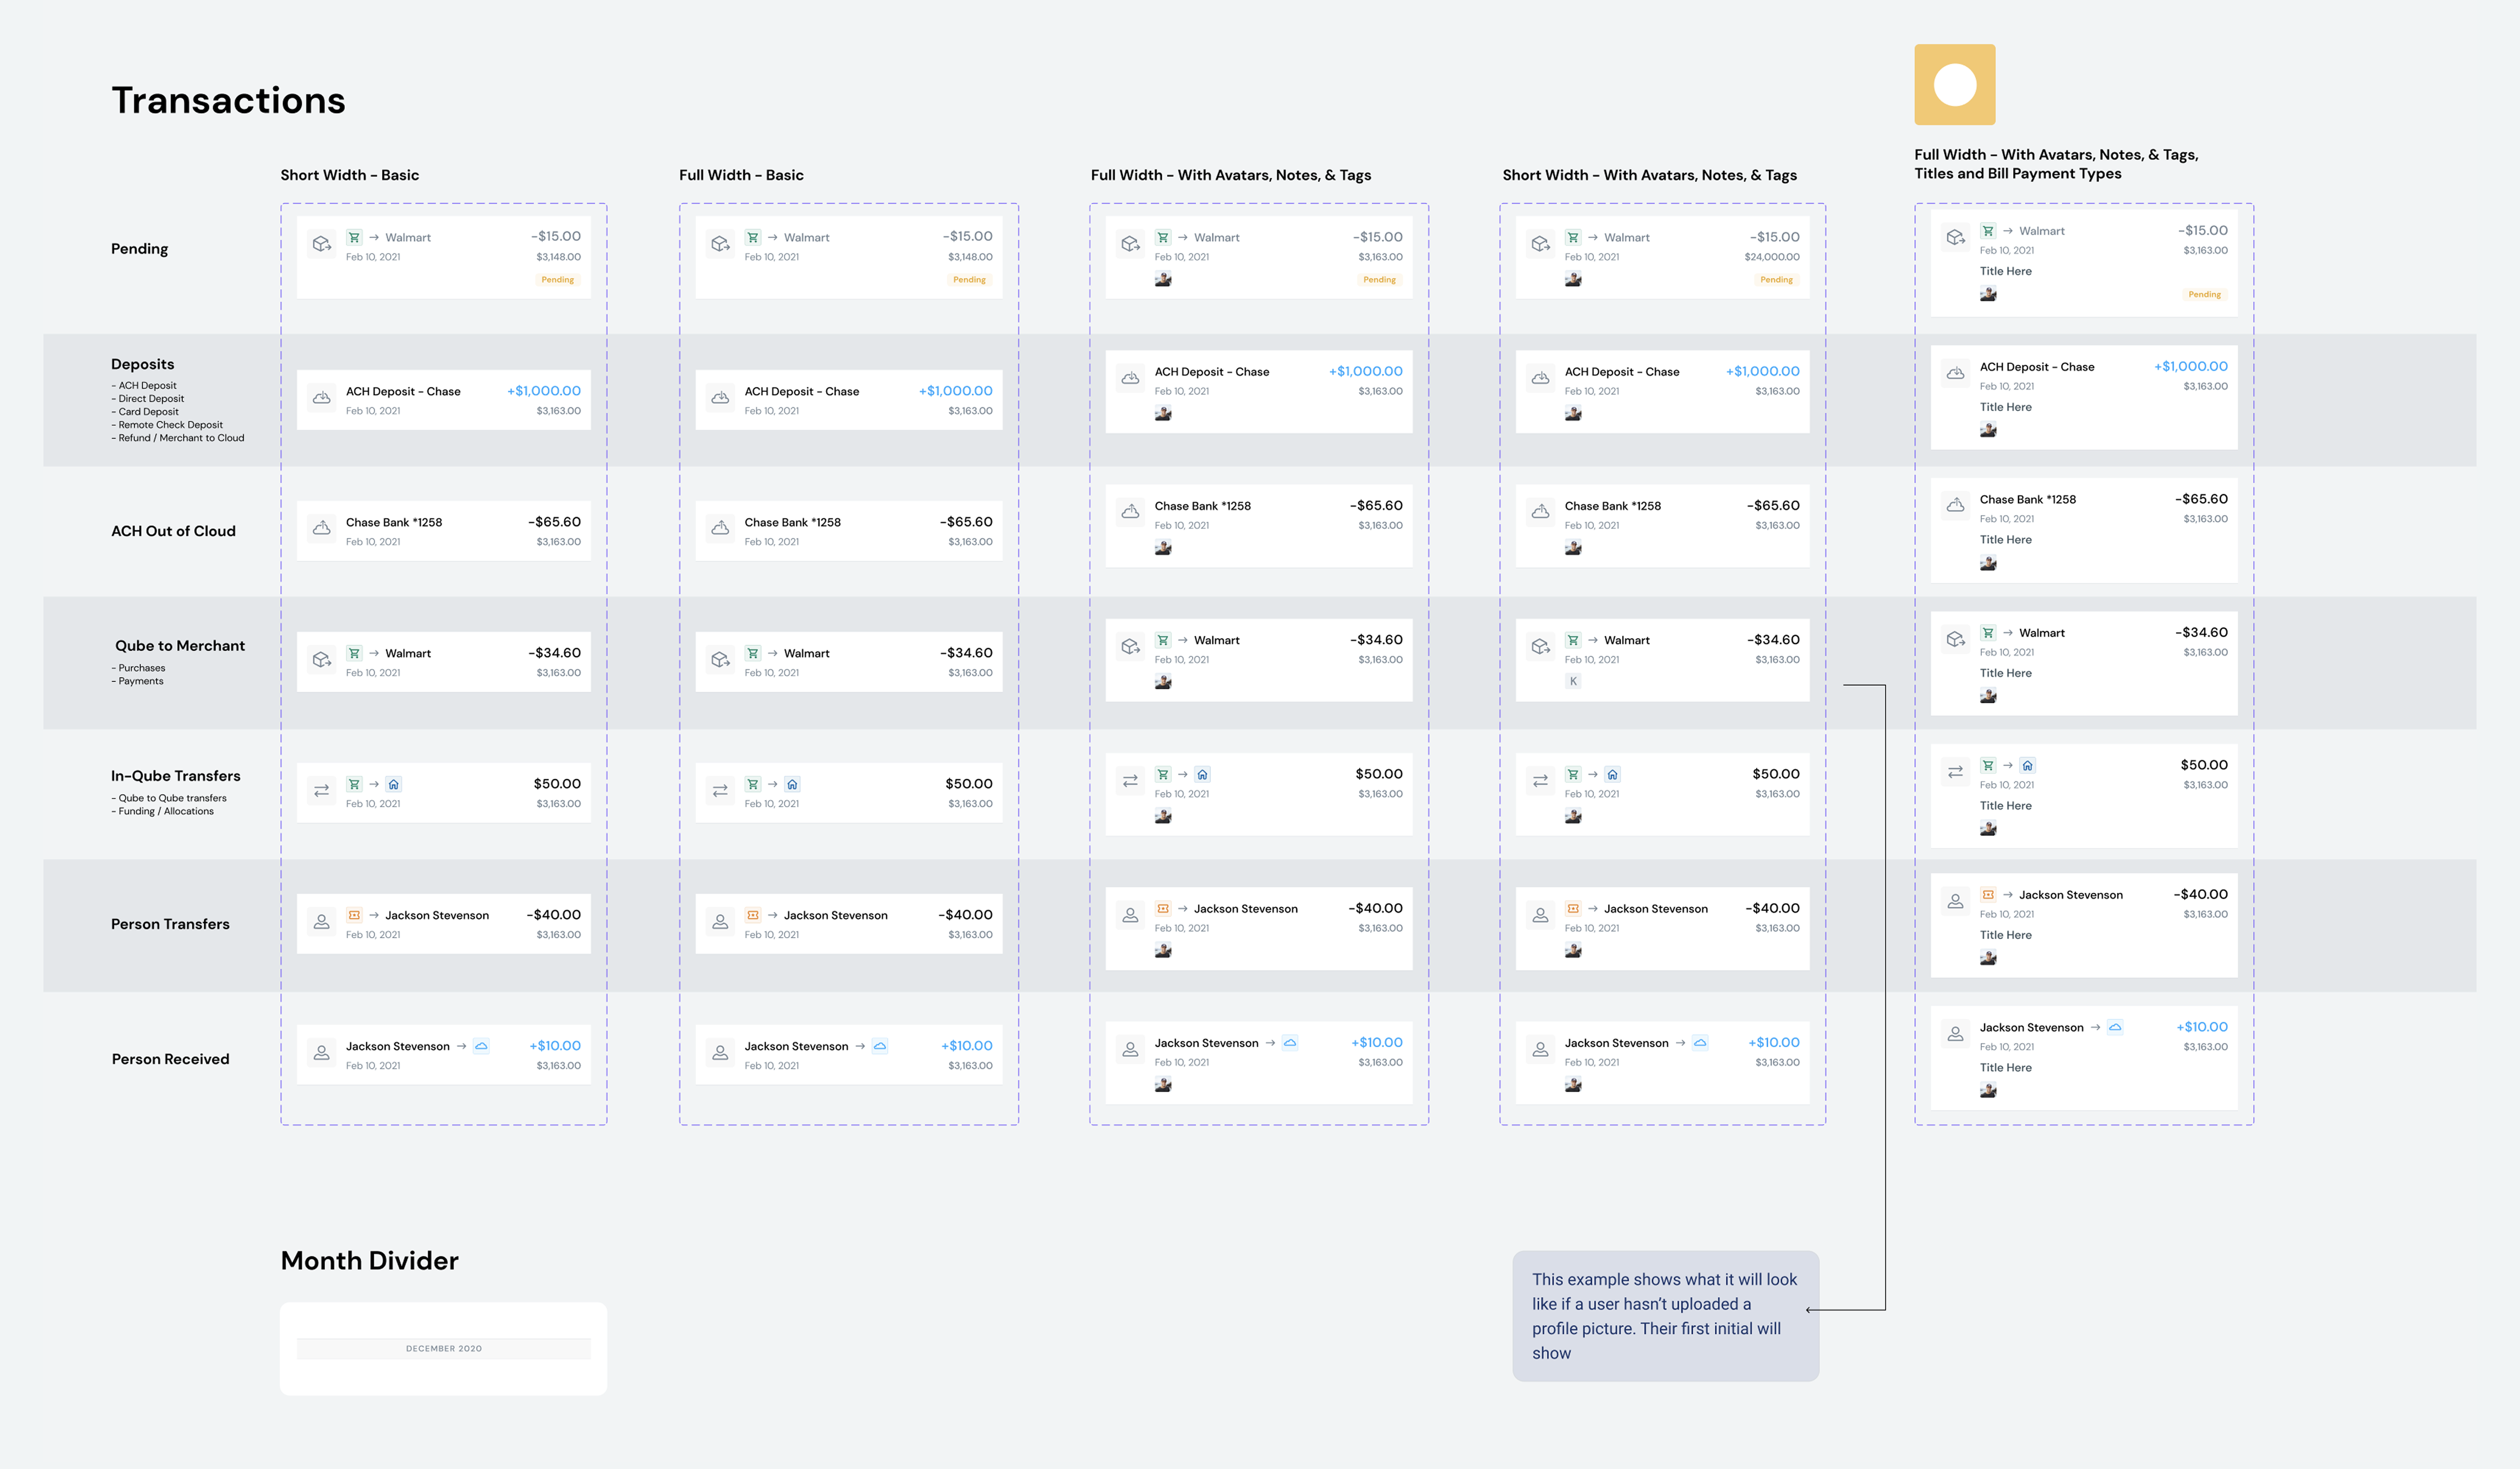 Transactions
Short Width - Basic
Full Width - Basic
Full Width - With Avatars, Notes, & Tags
Short Width - With Avatars, Notes, & Tags
Full Width - With Avatars, Notes, & Tags,
Titles and Bill Payment Types
Pending
Walmart -$15.00
Feb 10, 2021 $3,148.00
Pending
Walmart -$15.00
Feb 10, 2021 $3,148.00
Pending
Walmart -$15.00
Feb 10, 2021 $3,163.00
Pending
Walmart -$15.00
Feb 10, 2021 $24,000.00
Pending
Walmart -$15.00
Feb 10, 2021 $3,163.00
Title Here
Pending
Deposits
- ACH Deposit
- Direct Deposit
- Card Deposit
- Remote Check Deposit
- Refund / Merchant to Cloud
ACH Deposit - Chase +$1,000.00
Feb 10, 2021 $3,163.00
ACH Deposit - Chase +$1,000.00
Feb 10, 2021 $3,163.00
ACH Deposit - Chase +$1,000.00
Feb 10, 2021 $3,163.00
ACH Deposit - Chase +$1,000.00
Feb 10, 2021 $3,163.00
ACH Deposit - Chase +$1,000.00
Feb 10, 2021 $3,163.00
Title Here
ACH Out of Cloud
Chase Bank *1258 -$65.60
Feb 10, 2021 $3,163.00
Chase Bank *1258 -$65.60
Feb 10, 2021 $3,163.00
Chase Bank *1258 -$65.60
Feb 10, 2021 $3,163.00
Chase Bank *1258 -$65.60
Feb 10, 2021 $3,163.00
Chase Bank *1258 -$65.60
Feb 10, 2021 $3,163.00
Title Here
Qube to Merchant
- Purchases
- Payments
Walmart -$34.60
Feb 10, 2021 $3,163.00
Walmart -$34.60
Feb 10, 2021 $3,163.00
Walmart -$34.60
Feb 10, 2021 $3,163.00
Walmart -$34.60
Feb 10, 2021 $3,163.00
K
Walmart -$34.60
Feb 10, 2021 $3,163.00
Title Here
In-Qube Transfers
- Qube to Qube transfers
- Funding / Allocations
$50.00
Feb 10, 2021 $3,163.00
$50.00
Feb 10, 2021 $3,163.00
$50.00
Feb 10, 2021 $3,163.00
$50.00
Feb 10, 2021 $3,163.00
$50.00
Feb 10, 2021 $3,163.00
Title Here
Person Transfers
Jackson Stevenson -$40.00
Feb 10, 2021 $3,163.00
Jackson Stevenson -$40.00
Feb 10, 2021 $3,163.00
Jackson Stevenson -$40.00
Feb 10, 2021 $3,163.00
Jackson Stevenson -$40.00
Feb 10, 2021 $3,163.00
Jackson Stevenson -$40.00
Feb 10, 2021 $3,163.00
Title Here
Person Received
Jackson Stevenson +$10.00
Feb 10, 2021 $3,163.00
Jackson Stevenson +$10.00
Feb 10, 2021 $3,163.00
Jackson Stevenson +$10.00
Feb 10, 2021 $3,163.00
Jackson Stevenson +$10.00
Feb 10, 2021 $3,163.00
Jackson Stevenson +$10.00
Feb 10, 2021 $3,163.00
Title Here
Month Divider
DECEMBER 2020
This example shows what it will look
like if a user hasn't uploaded a
profile picture. Their first initial will
show